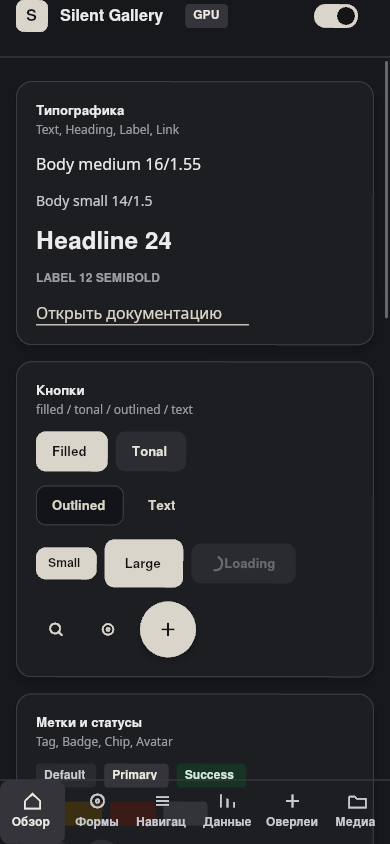 S Silent Gallery GPU
Типографика
Text, Heading, Label, Link
Body medium 16/1.55
Body small 14/1.5
Headline 24
LABEL 12 SEMIBOLD
Открыть документацию
Кнопки
filled / tonal / outlined / text
Filled Tonal
Outlined Text
Small Large Loading
Метки и статусы
Tag, Badge, Chip, Avatar
Default Primary Success
Обзор Формы Навигац Данные Оверлеи Медиа